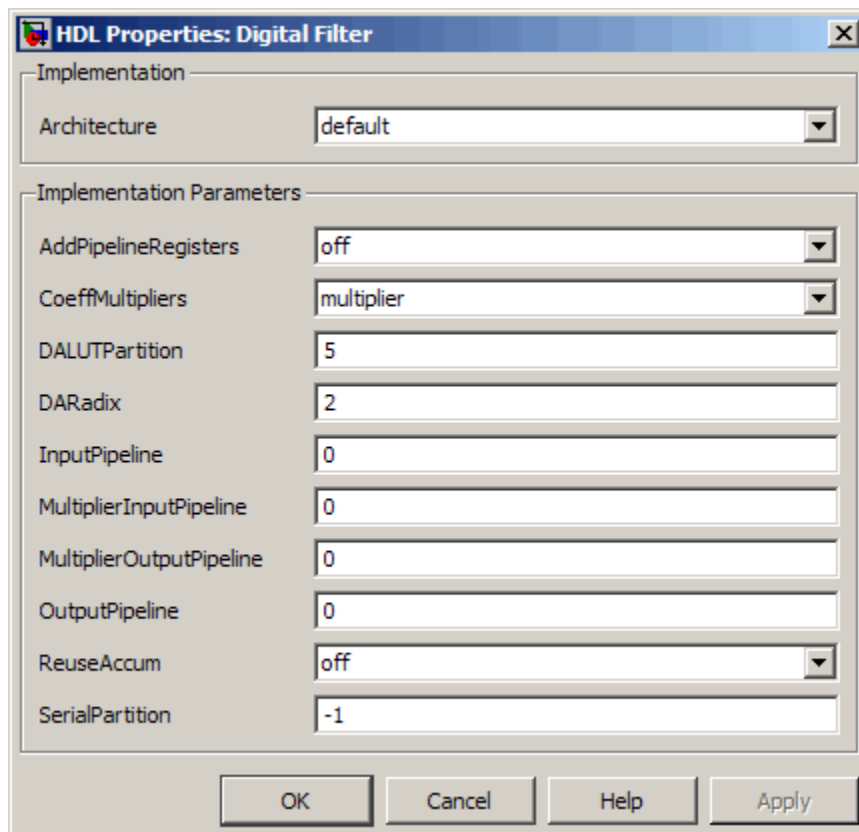 HDL Properties: Digital Filter
Implementation
Architecture default
Implementation Parameters
AddPipelineRegisters off
CoeffMultipliers multiplier
DALUTPartition 5
DARadix 2
InputPipeline 0
MultiplierInputPipeline 0
MultiplierOutputPipeline 0
OutputPipeline 0
ReuseAccum off
SerialPartition -1
OK Cancel Help Apply